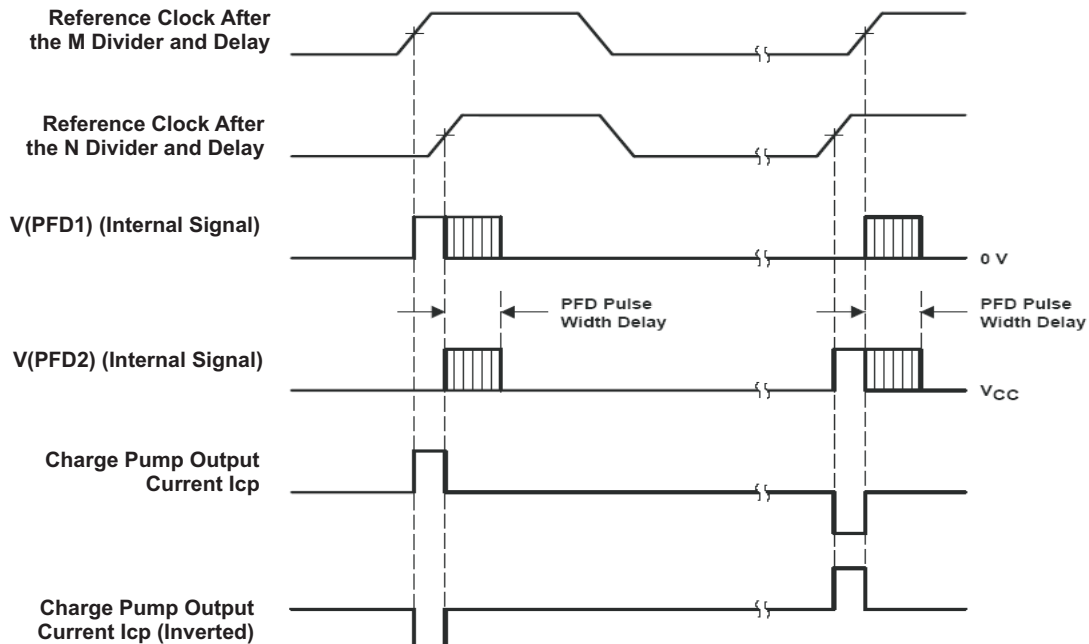 Reference Clock After
the M Divider and Delay
Reference Clock After
the N Divider and Delay
V(PFD1) (Internal Signal)
0 V
PFD Pulse
Width Delay
PFD Pulse
Width Delay
V(PFD2) (Internal Signal)
VCC
Charge Pump Output
Current Icp
Charge Pump Output
Current Icp (Inverted)